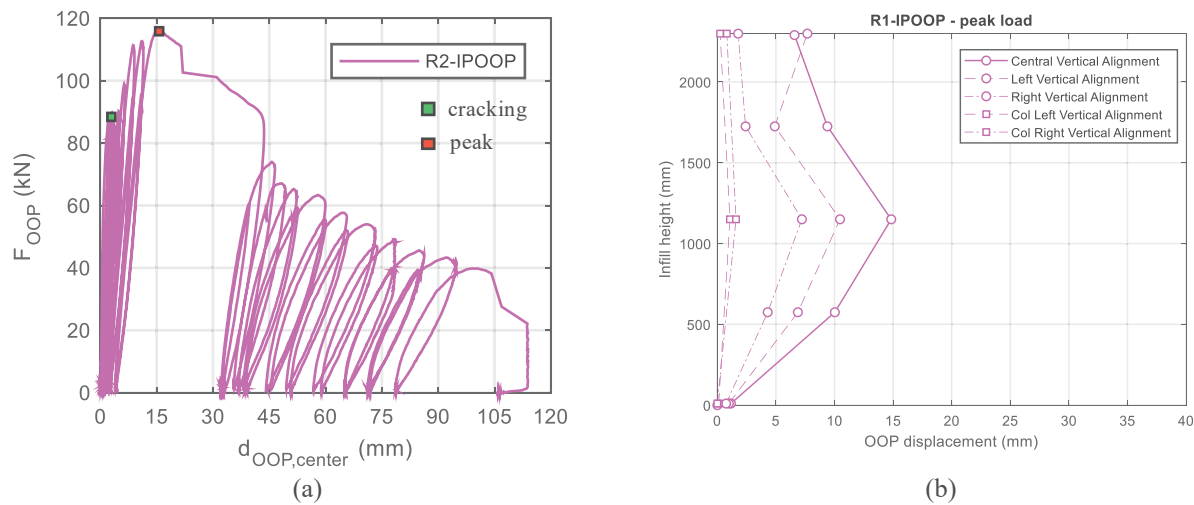 120
100
80
60
40
20
0
F_OOP (kN)
R2-IPOOP
cracking
peak
0 15 30 45 60 75 90 105 120
d_OOP,center (mm)
(a)
R1-IPOOP - peak load
2000
1500
1000
500
0
Infill height (mm)
Central Vertical Alignment
Left Vertical Alignment
Right Vertical Alignment
Col Left Vertical Alignment
Col Right Vertical Alignment
0 5 10 15 20 25 30 35 40
OOP displacement (mm)
(b)